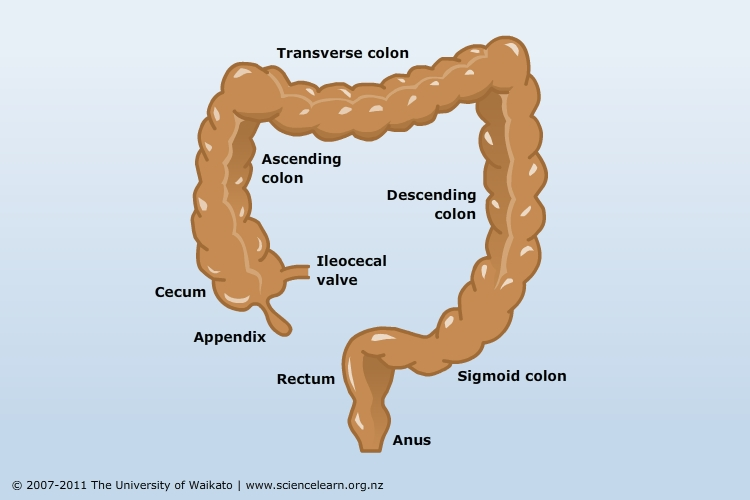 Transverse colon
Ascending
colon
Descending
colon
Ileocecal
valve
Cecum
Appendix
Rectum
Sigmoid colon
Anus
© 2007-2011 The University of Waikato | www.sciencelearn.org.nz